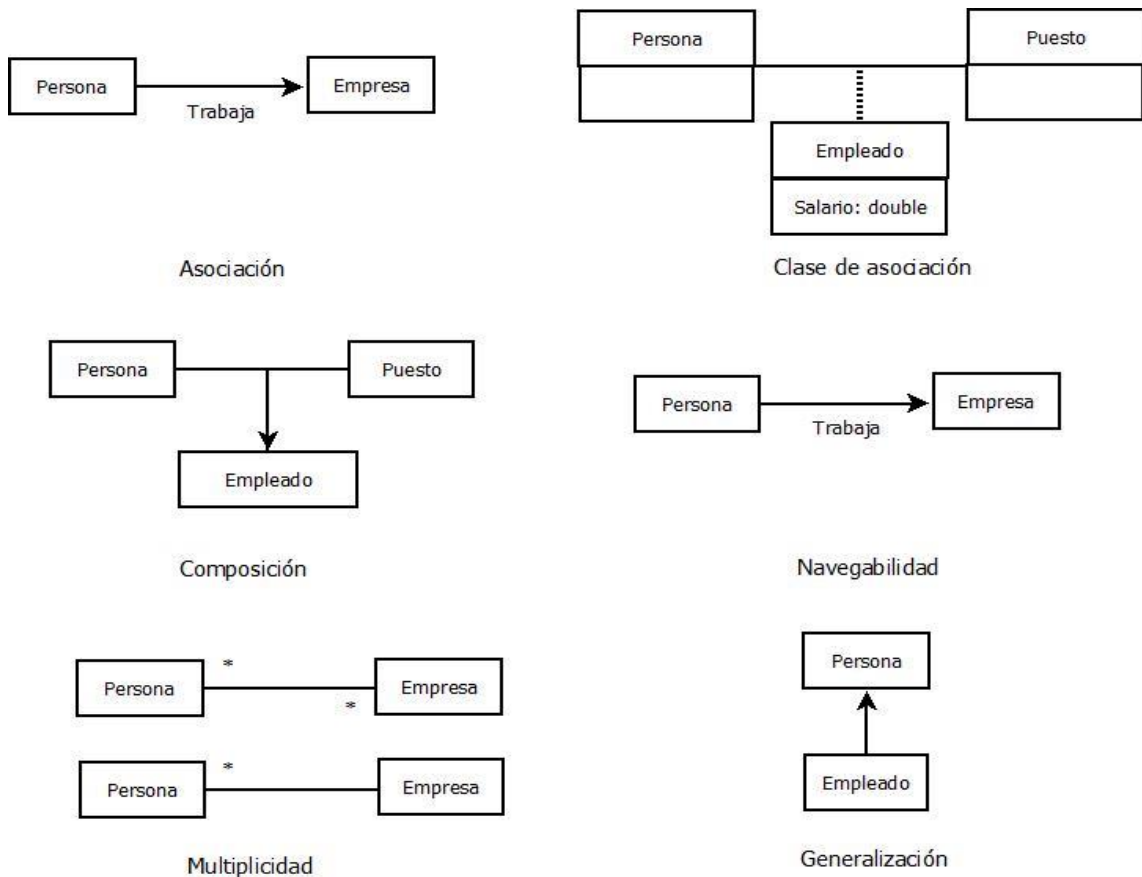 Persona
Trabaja
Empresa
Asociación
Persona
Puesto
Empleado
Salario: double
Clase de asociación
Persona
Puesto
Empleado
Composición
Persona
Trabaja
Empresa
Navegabilidad
Persona
*
*
Empresa
Persona
*
Empresa
Multiplicidad
Persona
Empleado
Generalización